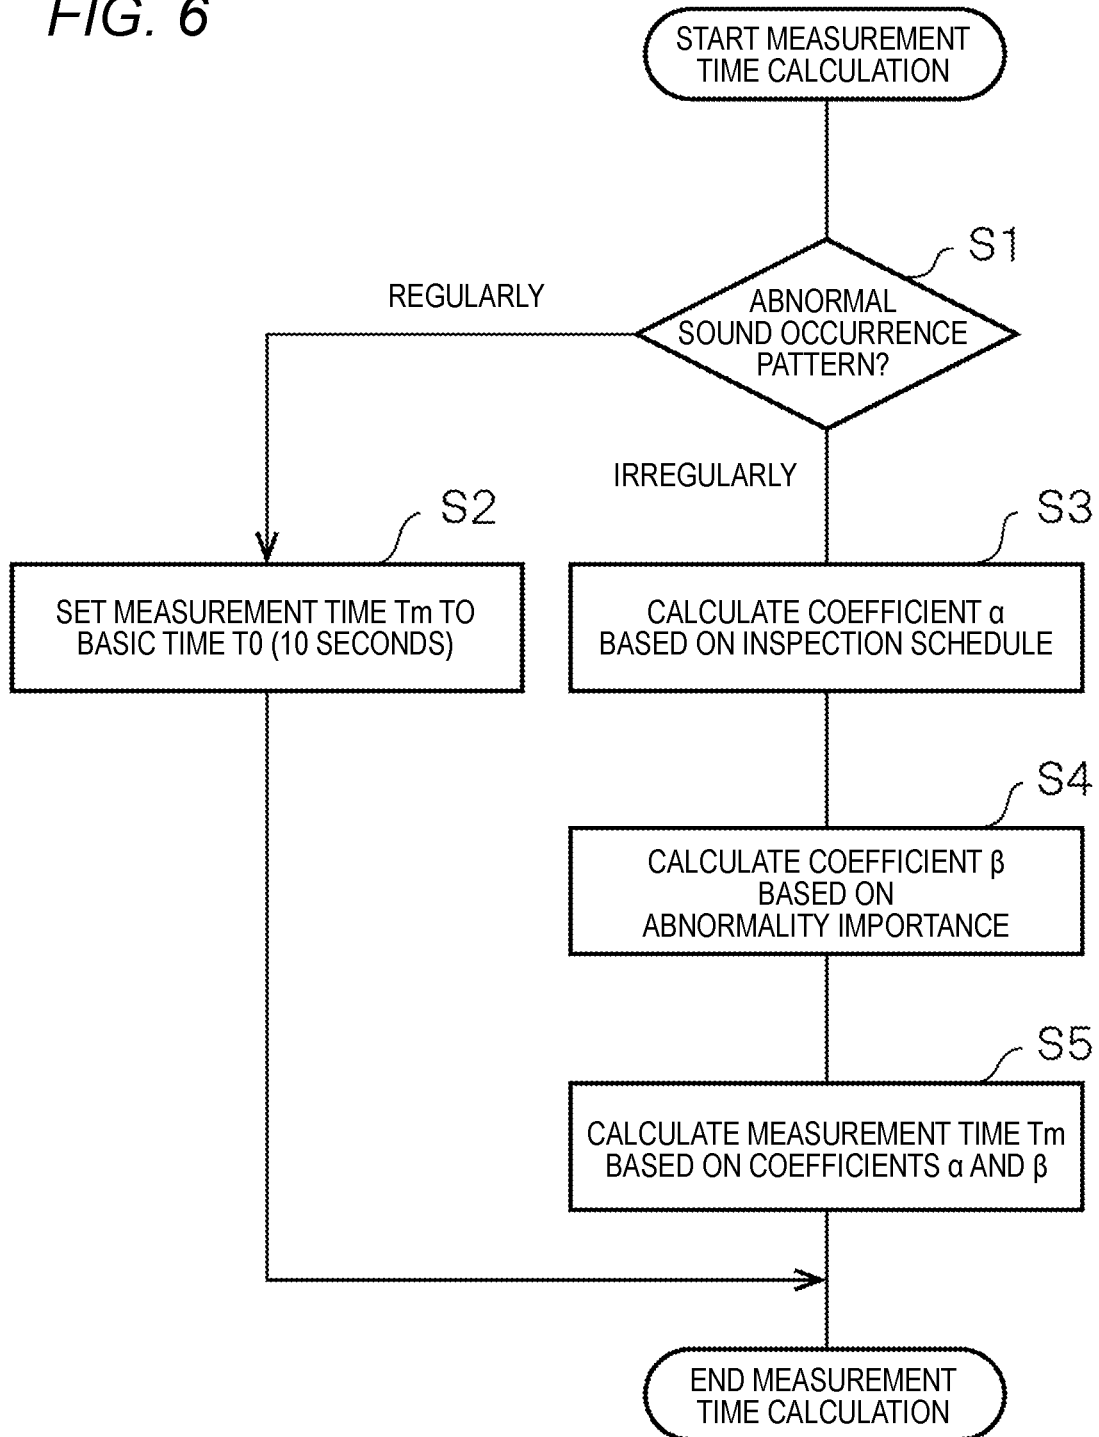 FIG. 6
START MEASUREMENT
TIME CALCULATION
S1
ABNORMAL
SOUND OCCURRENCE
PATTERN?
REGULARLY
IRREGULARLY
S2
SET MEASUREMENT TIME Tm TO
BASIC TIME T0 (10 SECONDS)
S3
CALCULATE COEFFICIENT α
BASED ON INSPECTION SCHEDULE
S4
CALCULATE COEFFICIENT β
BASED ON
ABNORMALITY IMPORTANCE
S5
CALCULATE MEASUREMENT TIME Tm
BASED ON COEFFICIENTS α AND β
END MEASUREMENT
TIME CALCULATION